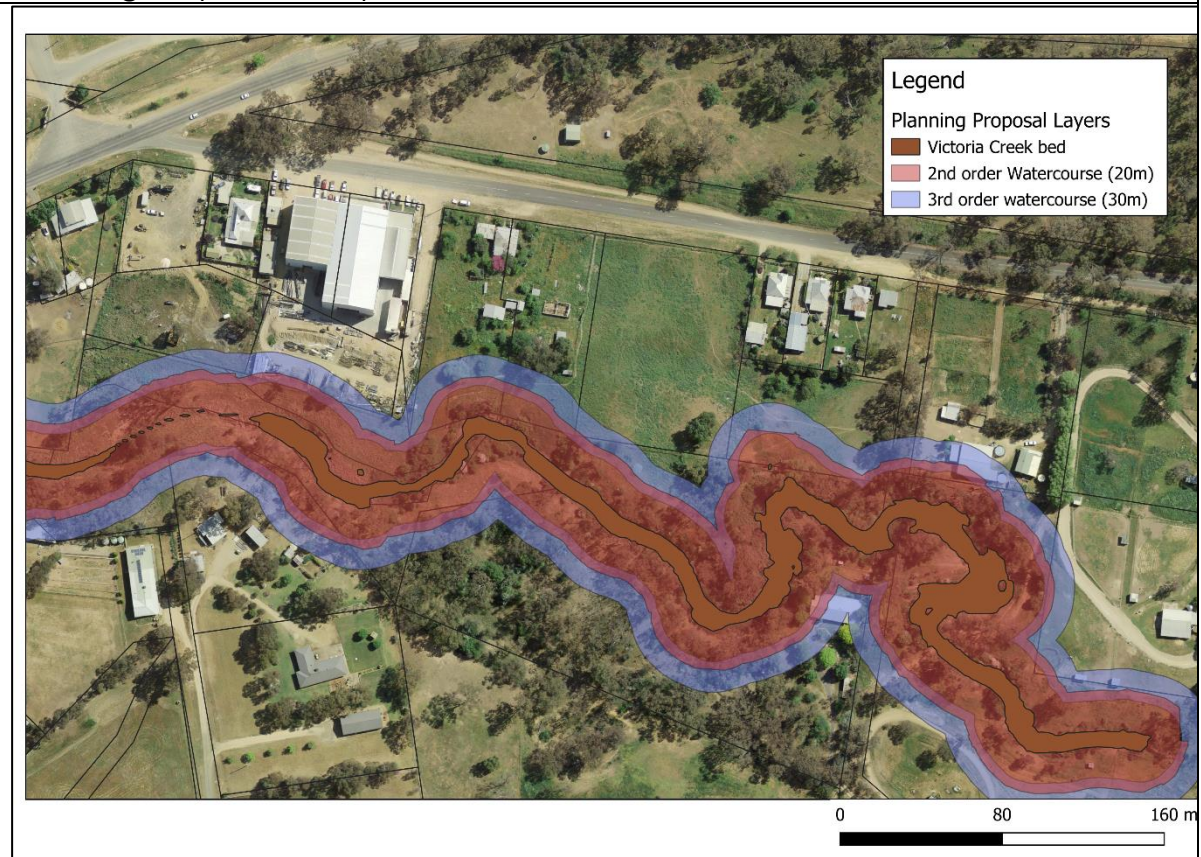 Legend
Planning Proposal Layers
Victoria Creek bed
2nd order Watercourse (20m)
3rd order watercourse (30m)
0 80 160 m